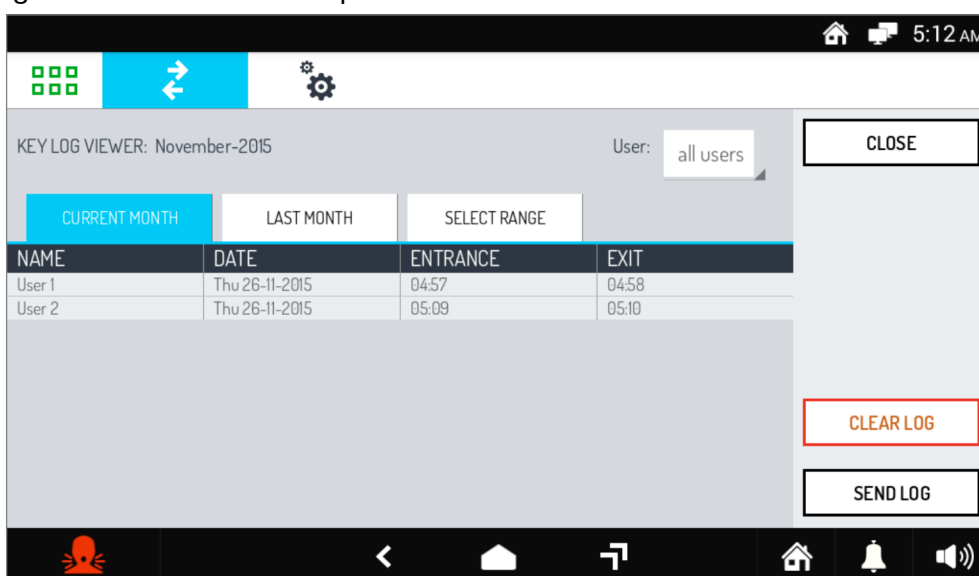 5:12 AM
KEY LOG VIEWER: November-2015 User: all users
CLOSE
CURRENT MONTH LAST MONTH SELECT RANGE
NAME DATE ENTRANCE EXIT
User 1 Thu 26-11-2015 04:57 04:58
User 2 Thu 26-11-2015 05:09 05:10
CLEAR LOG
SEND LOG